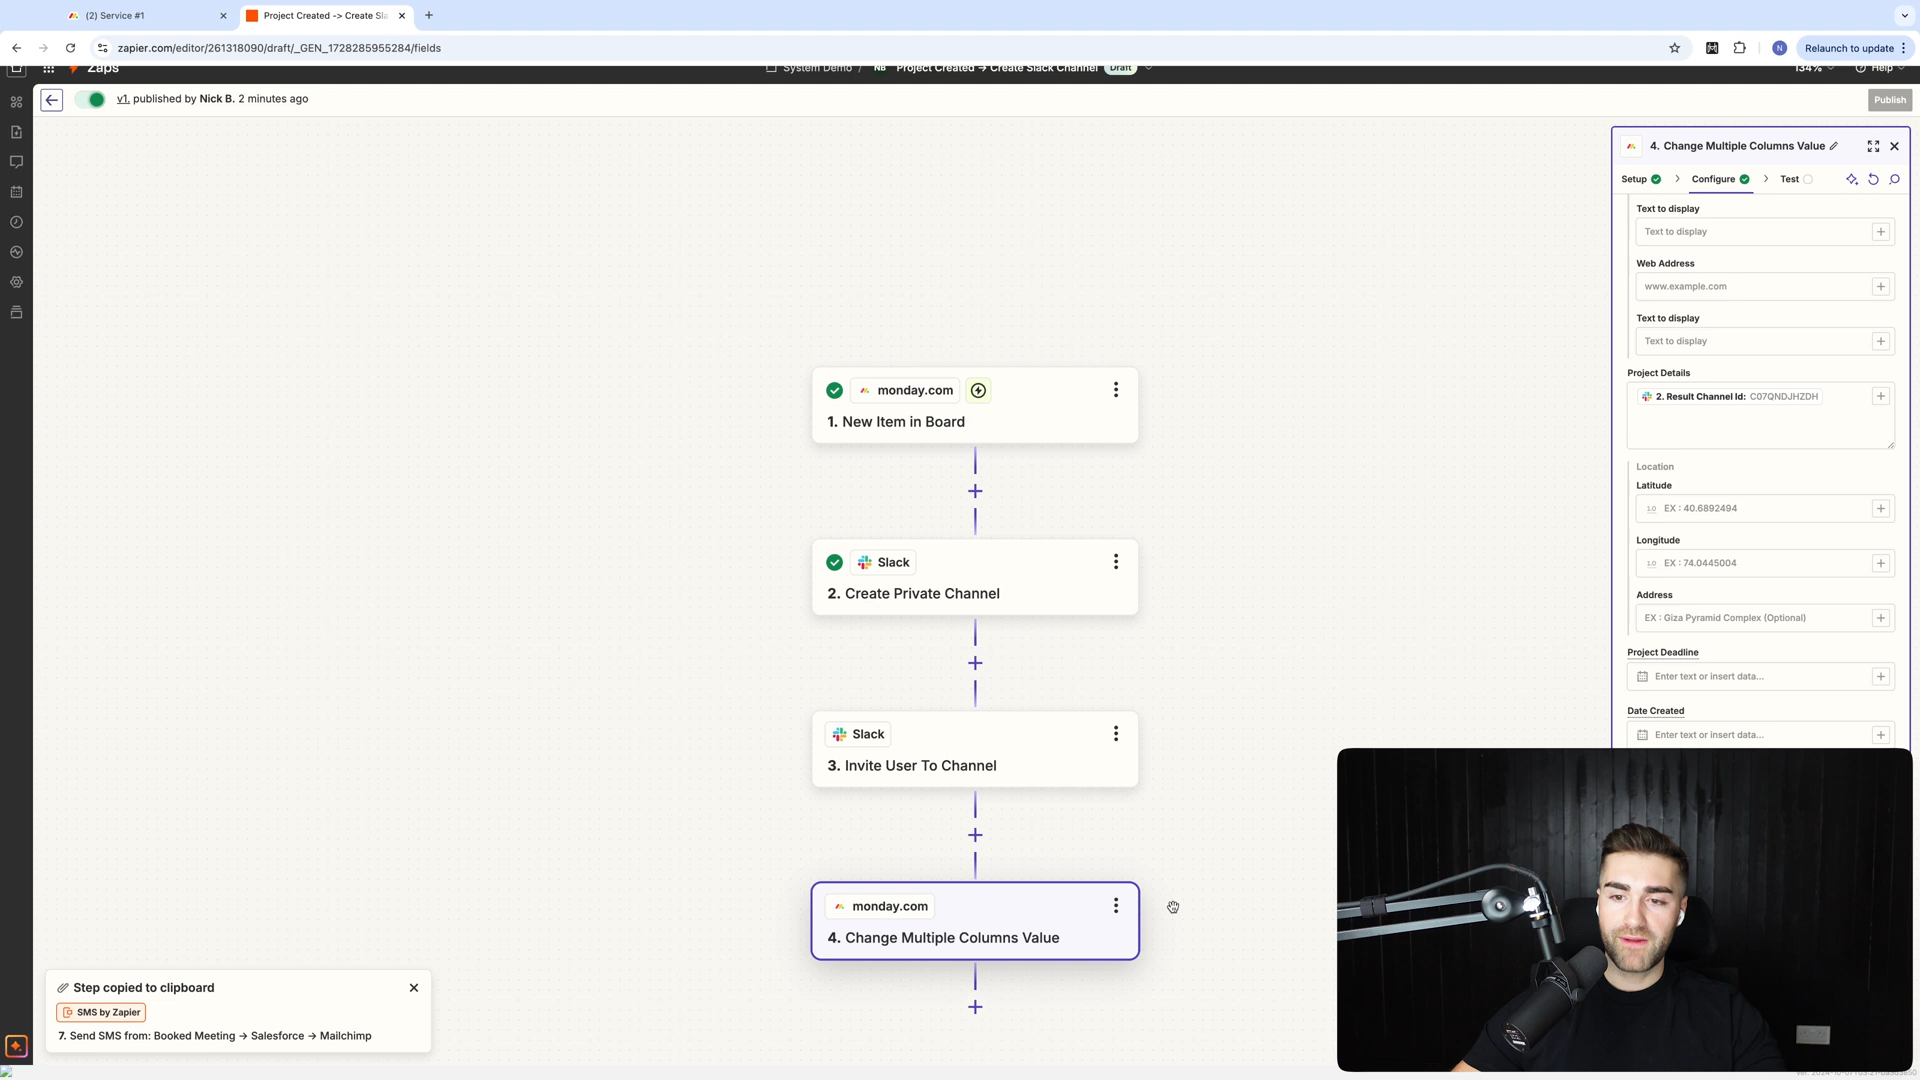 (2) Service #1
Project Created -> Create Sla
zapier.com/editor/261318090/draft/_GEN_1728285955284/fields
N
Relaunch to update
Zaps
System Demo /
NB
Project Created → Create Slack Channel
Draft
134%
Help
v1. published by Nick B. 2 minutes ago
Publish
4. Change Multiple Columns Value
Setup
Configure
Test
Text to display
Text to display
Web Address
www.example.com
Text to display
Text to display
Project Details
2. Result Channel Id: C07QNDJHZDH
Location
Latitude
1.0 EX : 40.6892494
Longitude
1.0 EX : 74.0445004
Address
EX : Giza Pyramid Complex (Optional)
Project Deadline
Enter text or insert data...
Date Created
Enter text or insert data...
monday.com
1. New Item in Board
Slack
2. Create Private Channel
Slack
3. Invite User To Channel
monday.com
4. Change Multiple Columns Value
Step copied to clipboard
SMS by Zapier
7. Send SMS from: Booked Meeting → Salesforce → Mailchimp